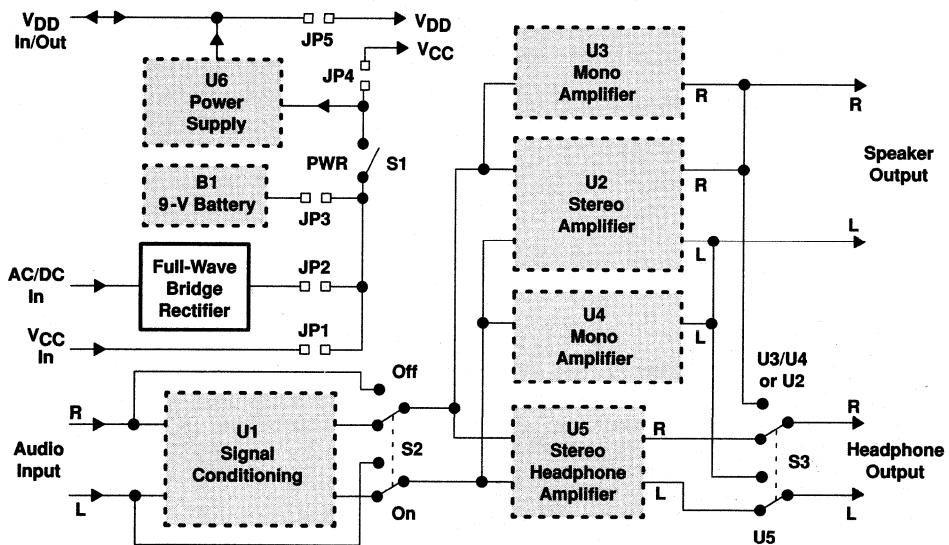 VDD
In/Out
JP5
VDD
VCC
JP4
U6
Power
Supply
PWR
S1
B1
9-V Battery
JP3
AC/DC
In
Full-Wave
Bridge
Rectifier
JP2
VCC
In
JP1
Off
R
Audio
Input
L
U1
Signal
Conditioning
S2
On
U3
Mono
Amplifier
R
R
U2
Stereo
Amplifier
R
Speaker
Output
L
L
U4
Mono
Amplifier
L
U3/U4
or U2
U5
Stereo
Headphone
Amplifier
R
L
R
S3
Headphone
Output
L
U5